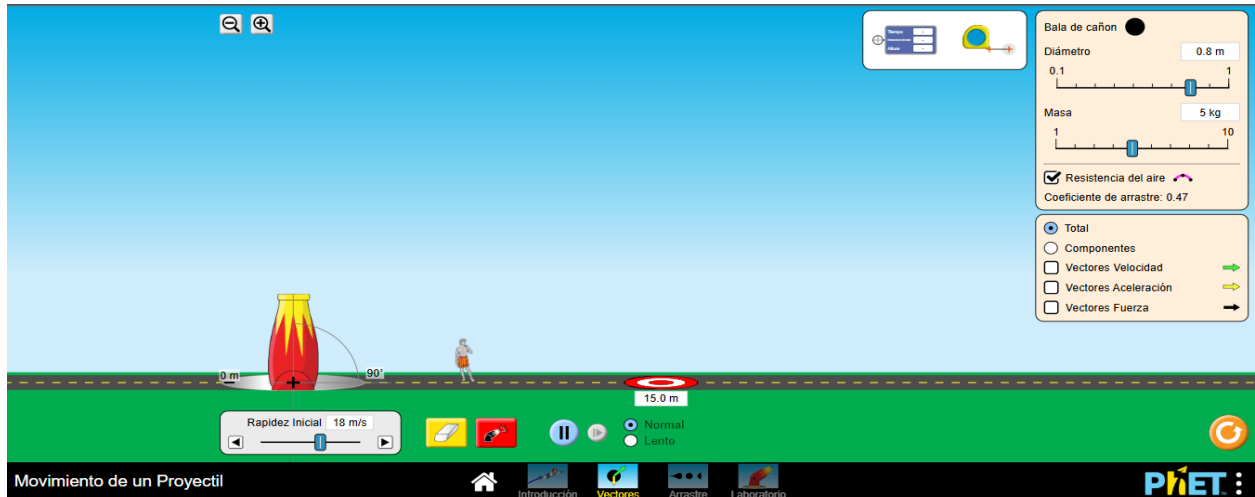 Tiempo
Altura
Bala de cañon
Diámetro
0.8 m
0.1
1
Masa
5 kg
1
10
Resistencia del aire
Coeficiente de arrastre: 0.47
Total
Componentes
Vectores Velocidad
Vectores Aceleración
Vectores Fuerza
0 m
90°
15.0 m
Rapidez Inicial
18 m/s
Normal
Lento
Movimiento de un Proyectil
Introducción
Vectores
Arrastre
Laboratorio
PhET